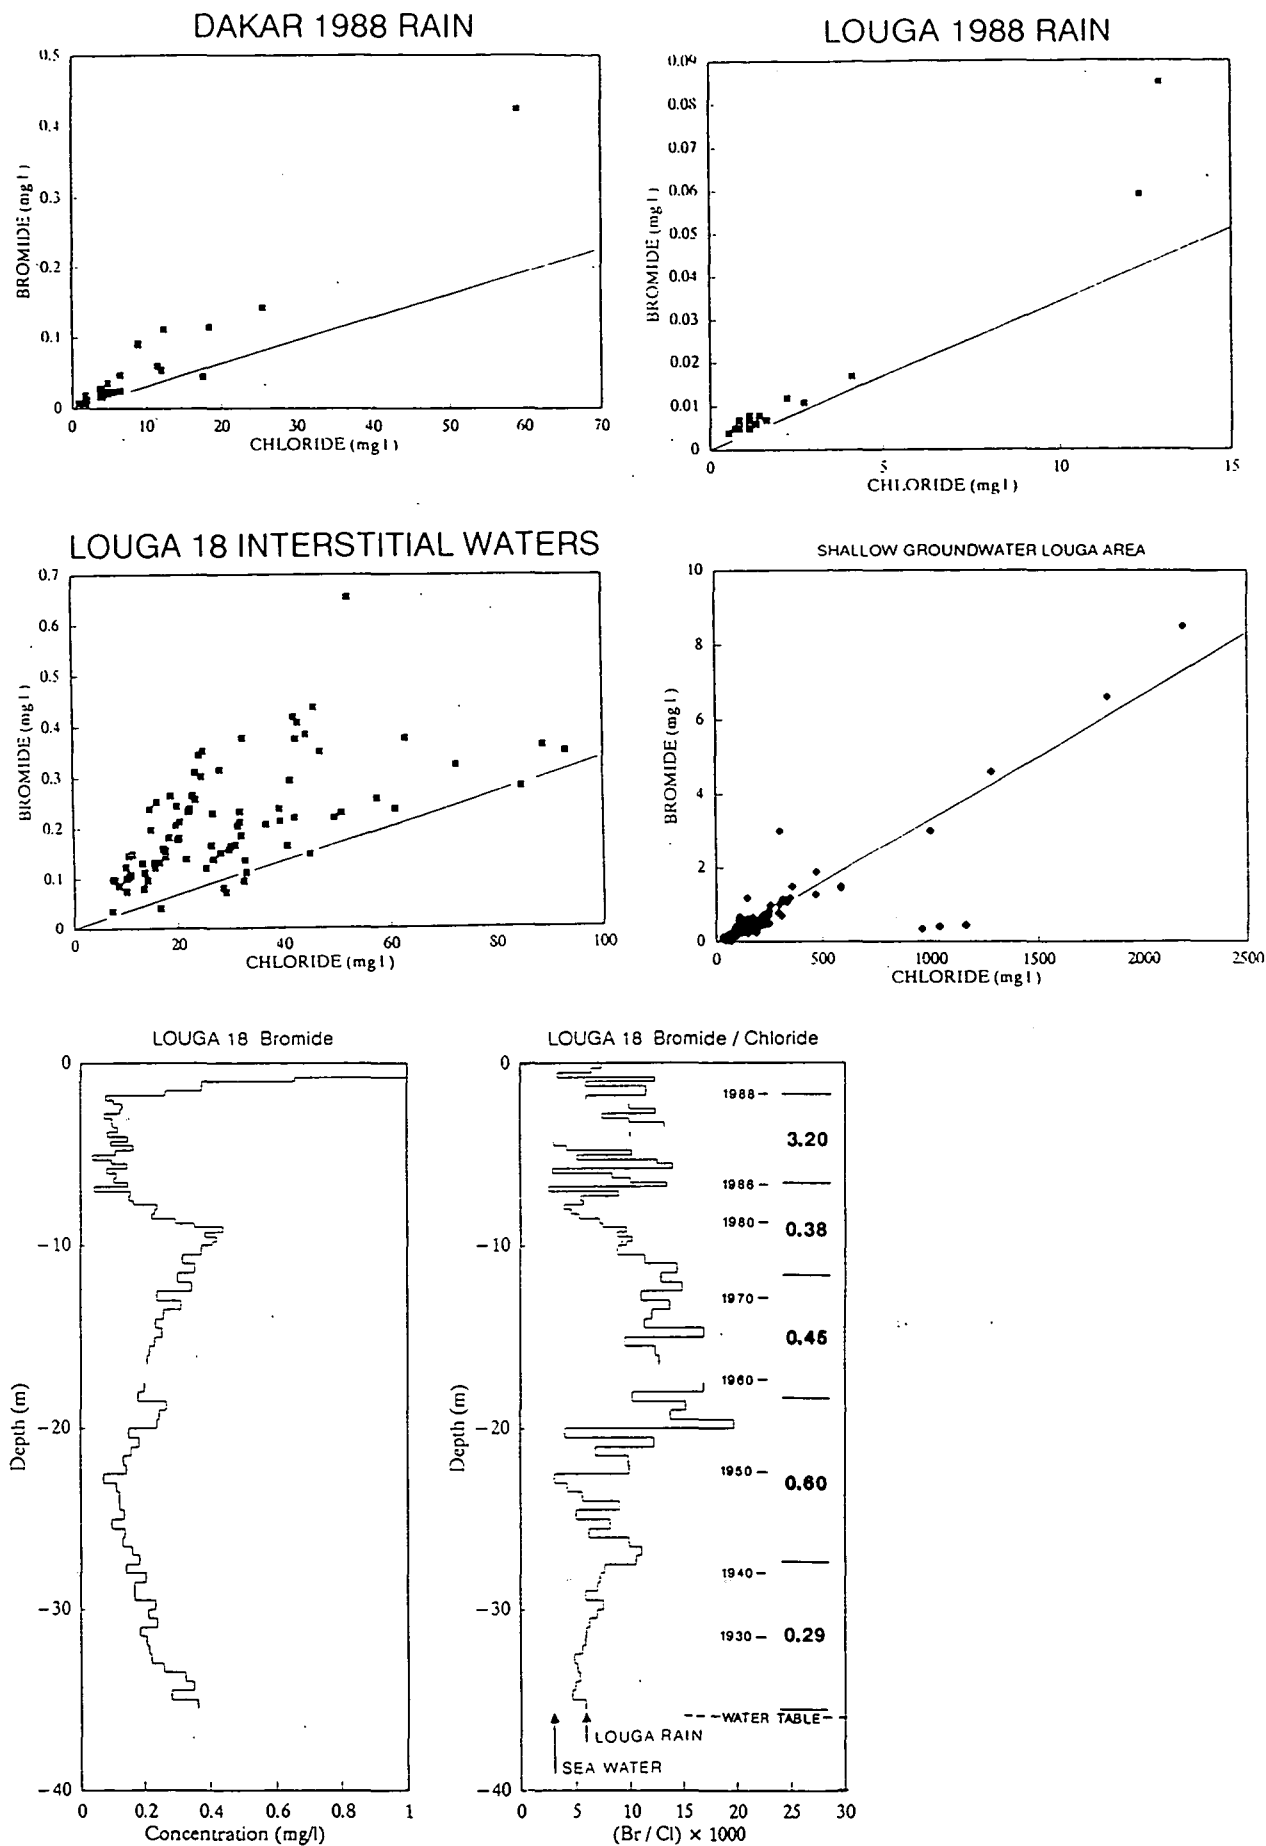 DAKAR 1988 RAIN
0.5
0.4
0.3
0.2
0.1
0
BROMIDE (mg l)
0 10 20 30 40 50 60 70
CHLORIDE (mg l)
LOUGA 1988 RAIN
0.09
0.08
0.07
0.06
0.05
0.04
0.03
0.02
0.01
0
BROMIDE (mg l)
0 5 10 15
CHLORIDE (mg l)
LOUGA 18 INTERSTITIAL WATERS
0.7
0.6
0.5
0.4
0.3
0.2
0.1
0
BROMIDE (mg l)
0 20 40 60 80 100
CHLORIDE (mg l)
SHALLOW GROUNDWATER LOUGA AREA
10
8
6
4
2
0
BROMIDE (mg l)
0 500 1000 1500 2000 2500
CHLORIDE (mg l)
LOUGA 18 Bromide
0
-10
-20
-30
-40
Depth (m)
0 0.2 0.4 0.6 0.8 1
Concentration (mg/l)
LOUGA 18 Bromide / Chloride
0
-10
-20
-30
-40
Depth (m)
1988
3.20
1986
1980
0.38
1970
0.45
1960
1950
0.60
1940
1930
0.29
WATER TABLE
LOUGA RAIN
SEA WATER
0 5 10 15 20 25 30
(Br / Cl) × 1000